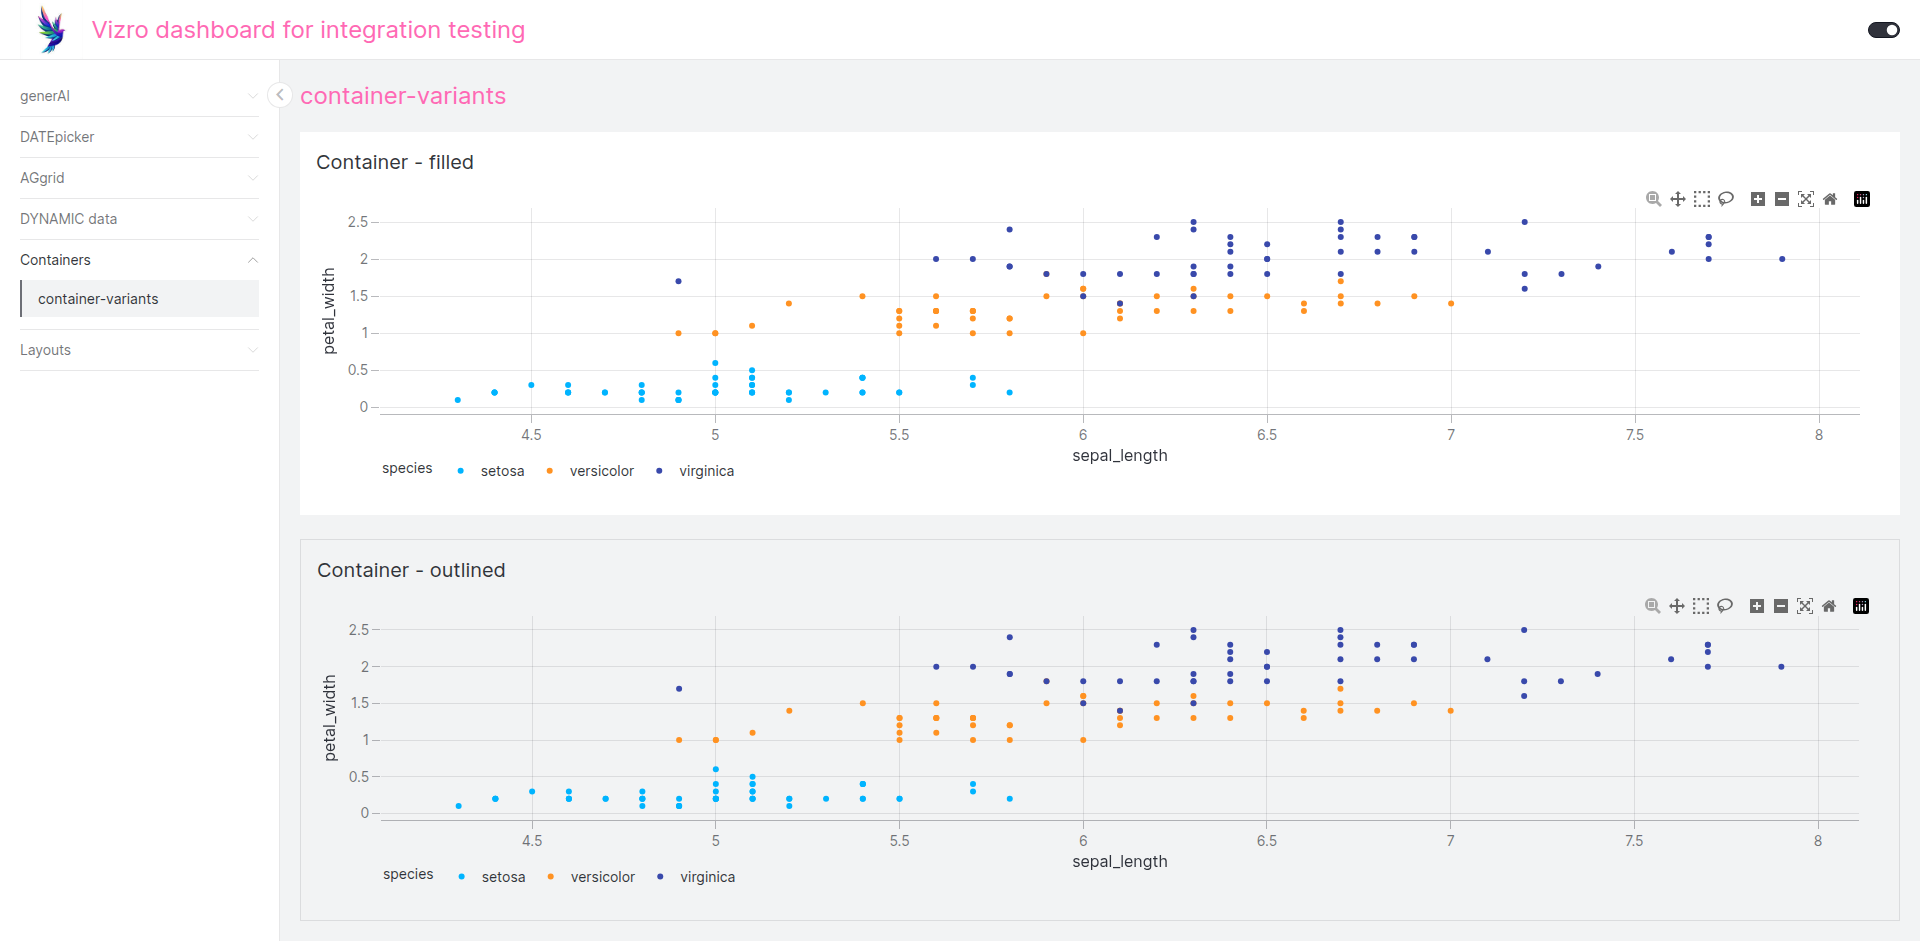 Vizro dashboard for integration testing
generAI
DATEpicker
AGgrid
DYNAMIC data
Containers
container-variants
Layouts
container-variants
Container - filled
2.5
2
1.5
1
0.5
0
petal_width
4.5 5 5.5 6 6.5 7 7.5 8
sepal_length
species setosa versicolor virginica
Container - outlined
2.5
2
1.5
1
0.5
0
petal_width
4.5 5 5.5 6 6.5 7 7.5 8
sepal_length
species setosa versicolor virginica